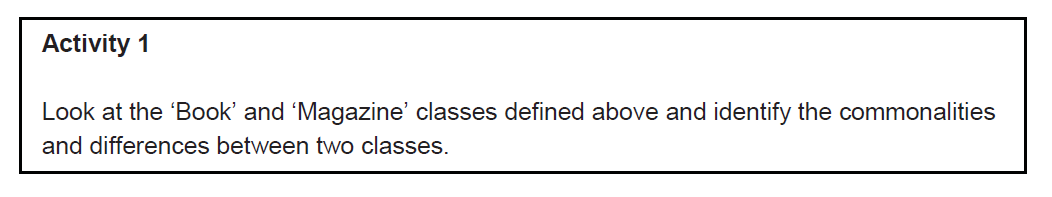 Activity 1
Look at the ‘Book’ and ‘Magazine’ classes defined above and identify the commonalities
and differences between two classes.